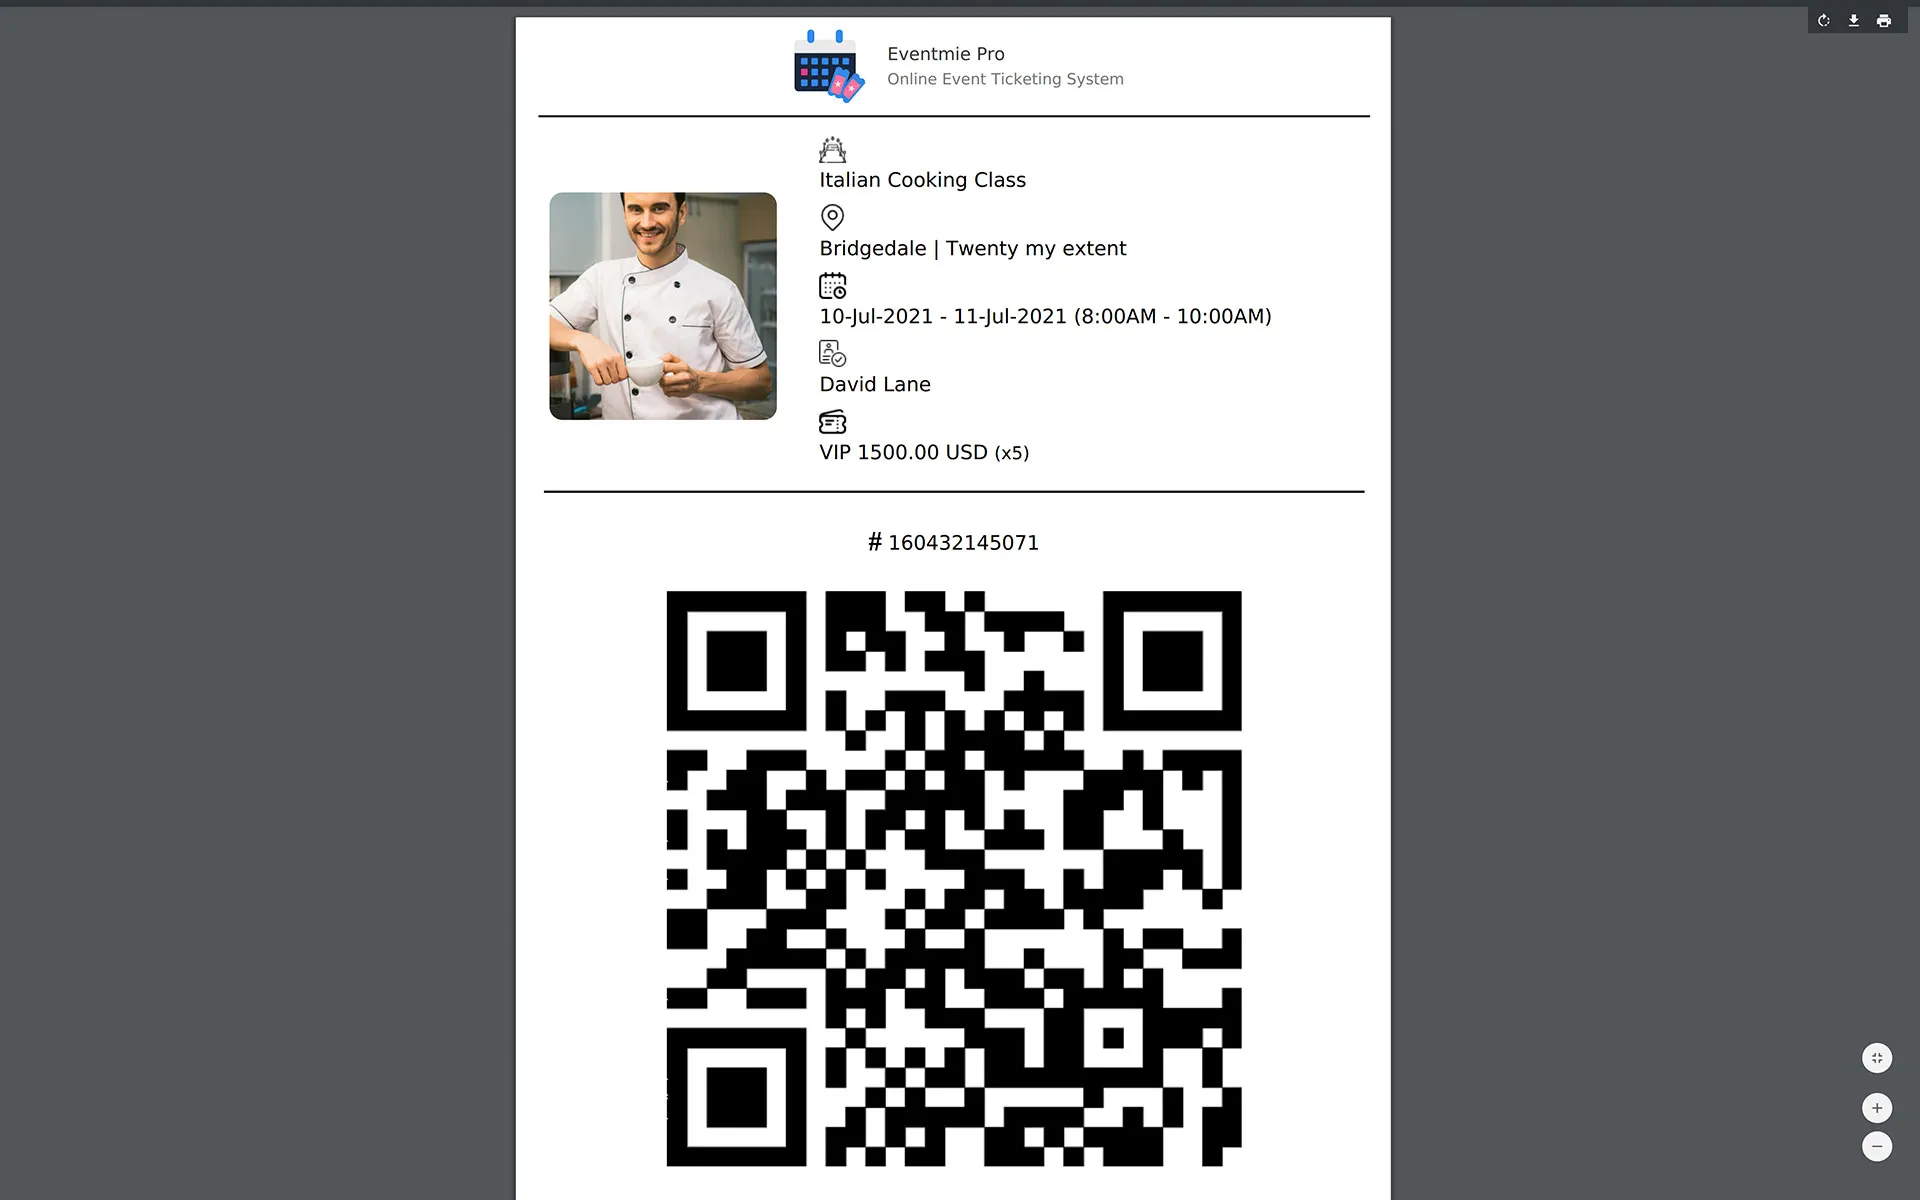 Eventmie Pro
Online Event Ticketing System
Italian Cooking Class
Bridgedale | Twenty my extent
10-Jul-2021 - 11-Jul-2021 (8:00AM - 10:00AM)
David Lane
VIP 1500.00 USD (x5)
# 160432145071